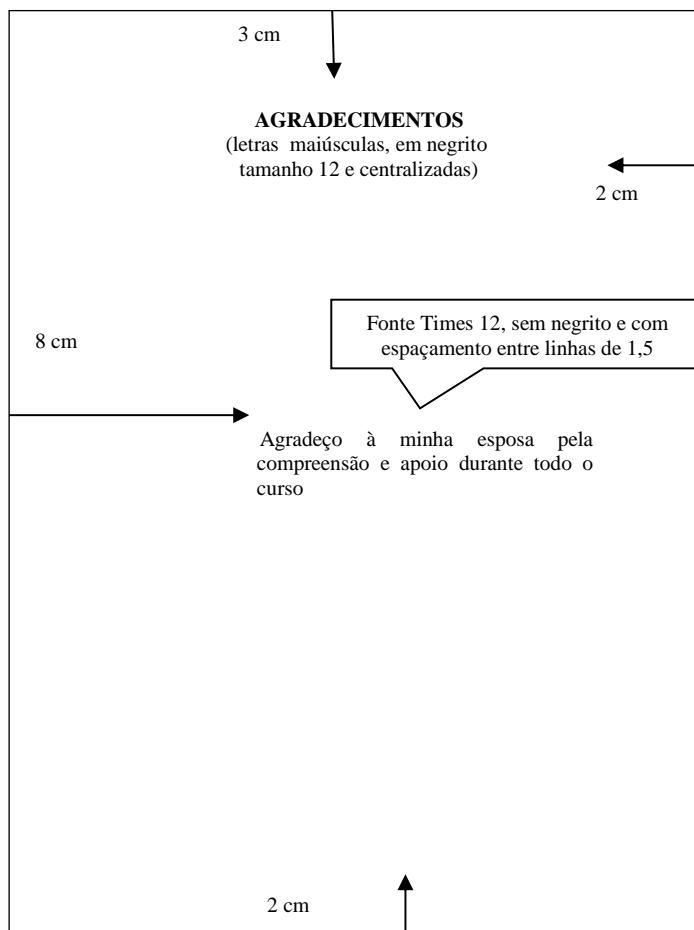 3 cm
AGRADECIMENTOS
(letras maiúsculas, em negrito
tamanho 12 e centralizadas)
2 cm
Fonte Times 12, sem negrito e com
espaçamento entre linhas de 1,5
8 cm
Agradeço à minha esposa pela
compreensão e apoio durante todo o
curso
2 cm